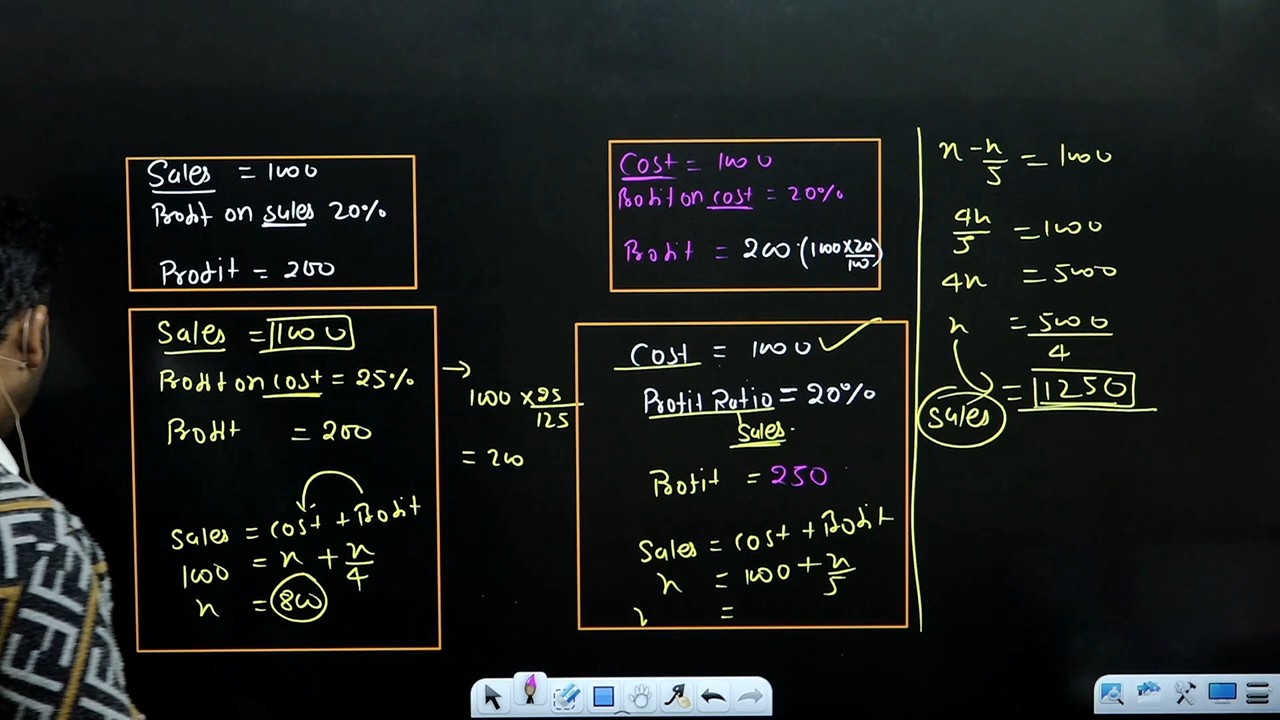 Sales = 1000
Profit on sales 20%
Profit = 200
Sales = 1000
Profit on cost = 25%
Profit = 200
Sales = cost + Profit
1000 = x + x/4
x = 800
→
1000 × 25/125
= 200
Cost = 1000
Profit on cost = 20%
Profit = 200 (1000×20/100)
Cost = 1000 ✓
Profit Ratio = 20%
Sales.
Profit = 250
Sales = cost + Profit
x = 1000 + x/5
=
x - x/5 = 1000
4x/5 = 1000
4x = 5000
x = 5000/4
Sales = 1250